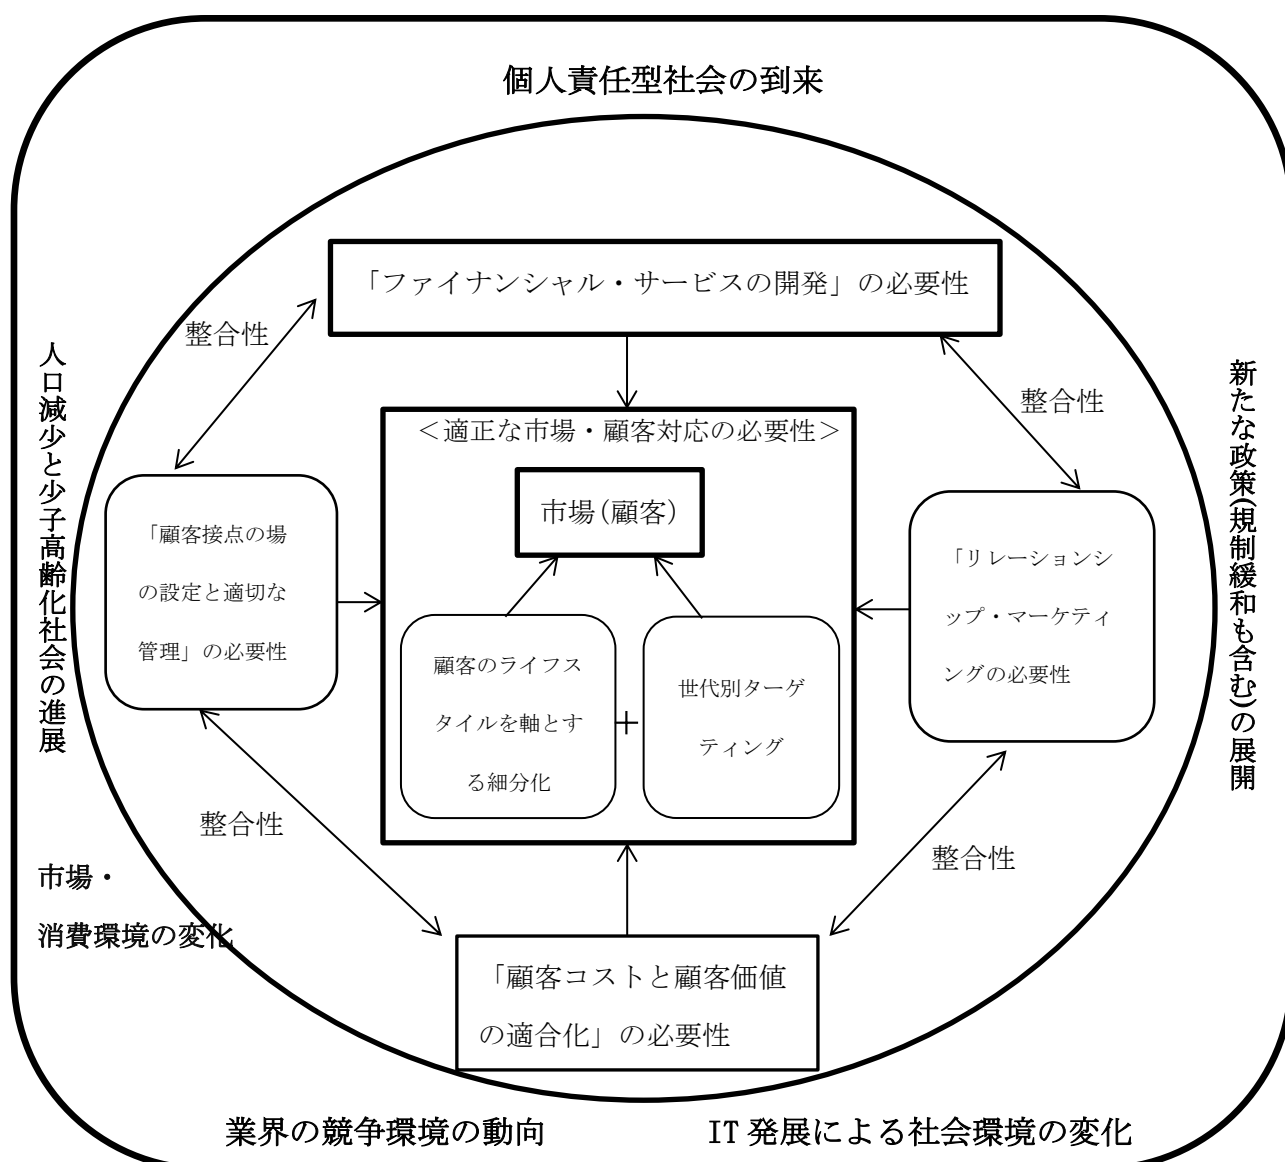 個人責任型社会の到来
「ファイナンシャル・サービスの開発」の必要性
整合性
整合性
人口減少と少子高齢化社会の進展
新たな政策(規制緩和も含む)の展開
＜適正な市場・顧客対応の必要性＞
市場(顧客)
「顧客接点の場
の設定と適切な
管理」の必要性
「リレーションシ
ップ・マーケティ
ングの必要性
顧客のライフス
タイルを軸とす
る細分化
＋
世代別ターゲ
ティング
整合性
整合性
市場・
消費環境の変化
「顧客コストと顧客価値
の適合化」の必要性
業界の競争環境の動向
IT 発展による社会環境の変化